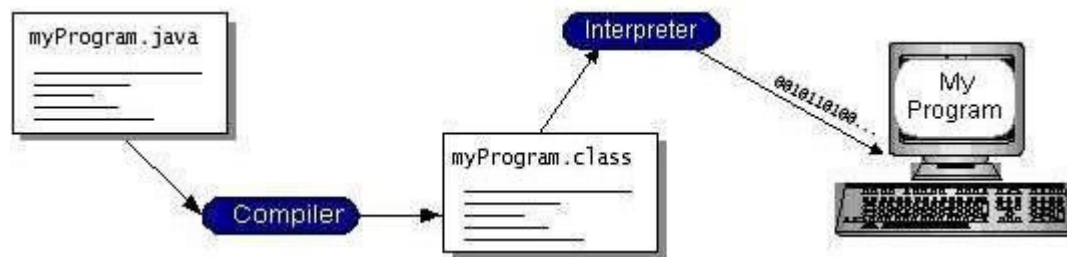 myProgram.java
Compiler
myProgram.class
Interpreter
0010110100...
My
Program